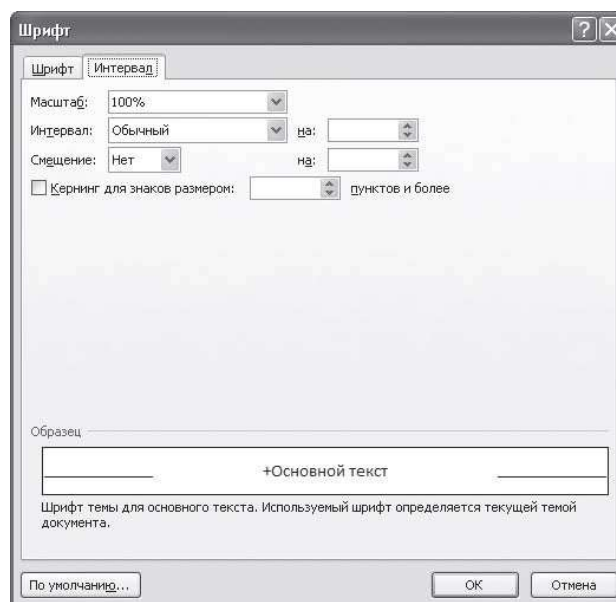 Шрифт
Шрифт Интервал
Масштаб: 100%
Интервал: Обычный на:
Смещение: Нет на:
Кернинг для знаков размером: пунктов и более
Образец
+Основной текст
Шрифт темы для основного текста. Используемый шрифт определяется текущей темой
документа.
По умолчанию... ОК Отмена